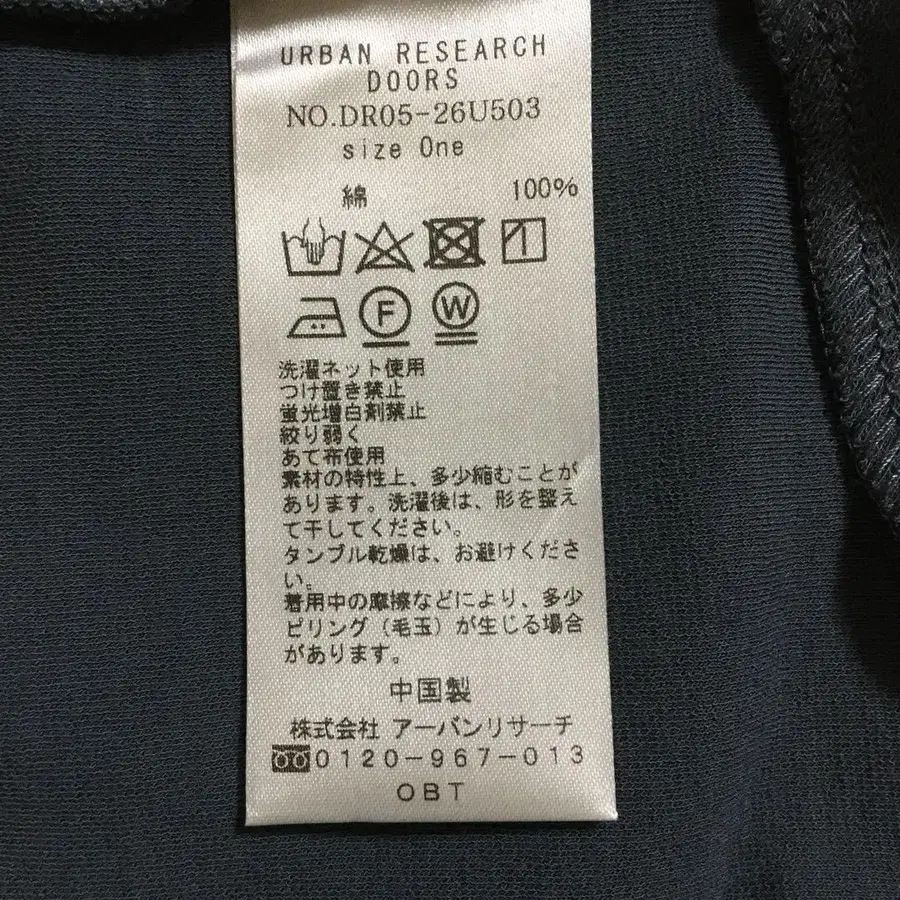 URBAN RESEARCH
DOORS
NO.DR05-26U503
size One
綿 100%
F W
洗濯ネット使用
つけ置き禁止
蛍光増白剤禁止
絞り弱く
あて布使用
素材の特性上、多少縮むことが
あります。洗濯後は、形を整え
て干してください。
タンブル乾燥は、お避けくださ
い。
着用中の摩擦などにより、多少
ピリング(毛玉)が生じる場合
があります。
中国製
株式会社 アーバンリサーチ
0120-967-013
OBT